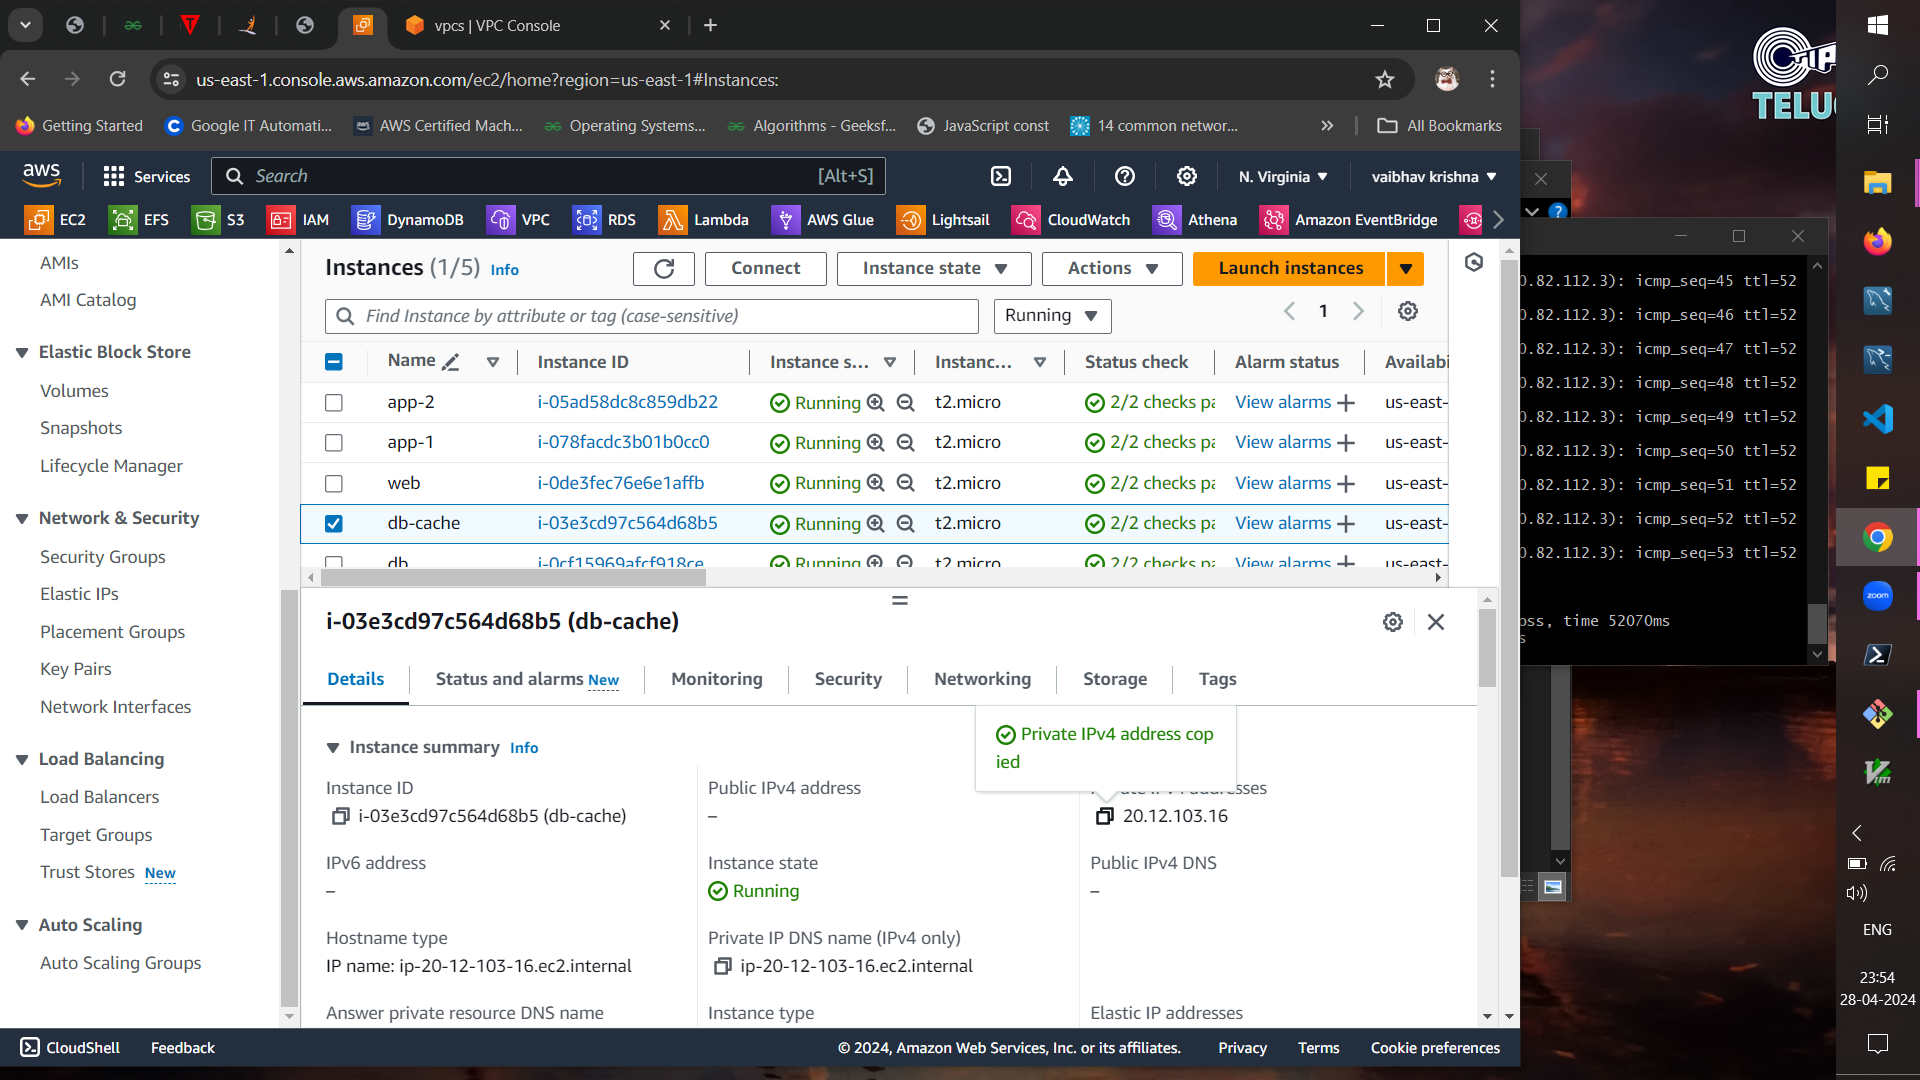 vpcs | VPC Console
us-east-1.console.aws.amazon.com/ec2/home?region=us-east-1#Instances:
Getting Started Google IT Automati... AWS Certified Mach... Operating Systems... Algorithms - Geeksf... JavaScript const 14 common networ... » All Bookmarks
aws Services Search [Alt+S] N. Virginia vaibhav krishna
EC2 EFS S3 IAM DynamoDB VPC RDS Lambda AWS Glue Lightsail CloudWatch Athena Amazon EventBridge
AMIs
AMI Catalog
Elastic Block Store
Volumes
Snapshots
Lifecycle Manager
Network & Security
Security Groups
Elastic IPs
Placement Groups
Key Pairs
Network Interfaces
Load Balancing
Load Balancers
Target Groups
Trust Stores New
Auto Scaling
Auto Scaling Groups
Instances (1/5) Info Connect Instance state Actions Launch instances
Find Instance by attribute or tag (case-sensitive) Running 1
Name Instance ID Instance s... Instanc... Status check Alarm status Availabi
app-2 i-05ad58dc8c859db22 Running t2.micro 2/2 checks pa View alarms + us-east-
app-1 i-078facdc3b01b0cc0 Running t2.micro 2/2 checks pa View alarms + us-east-
web i-0de3fec76e6e1affb Running t2.micro 2/2 checks pa View alarms + us-east-
db-cache i-03e3cd97c564d68b5 Running t2.micro 2/2 checks pa View alarms + us-east-
db i-0cf15969afcf918ce Running t2.micro 2/2 checks pa View alarms + us-east-
i-03e3cd97c564d68b5 (db-cache)
Details Status and alarms New Monitoring Security Networking Storage Tags
Private IPv4 address cop
ied
Instance summary Info
Instance ID
i-03e3cd97c564d68b5 (db-cache)
Public IPv4 address
–
20.12.103.16
IPv6 address
–
Instance state
Running
Public IPv4 DNS
–
Hostname type
IP name: ip-20-12-103-16.ec2.internal
Private IP DNS name (IPv4 only)
ip-20-12-103-16.ec2.internal
Answer private resource DNS name
Instance type
Elastic IP addresses
CloudShell Feedback © 2024, Amazon Web Services, Inc. or its affiliates. Privacy Terms Cookie preferences
0.82.112.3): icmp_seq=45 ttl=52
0.82.112.3): icmp_seq=46 ttl=52
0.82.112.3): icmp_seq=47 ttl=52
0.82.112.3): icmp_seq=48 ttl=52
0.82.112.3): icmp_seq=49 ttl=52
0.82.112.3): icmp_seq=50 ttl=52
0.82.112.3): icmp_seq=51 ttl=52
0.82.112.3): icmp_seq=52 ttl=52
0.82.112.3): icmp_seq=53 ttl=52
oss, time 52070ms
s
TELU
zoom
ENG
23:54
28-04-2024